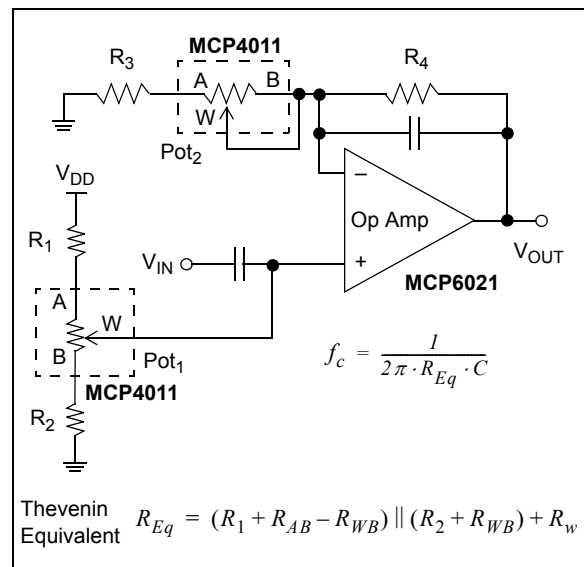 MCP4011
R3
A
B
W
Pot2
R4
VDD
R1
VIN
Op Amp
−
+
MCP6021
VOUT
A
W
B
Pot1
MCP4011
R2
fc = 1 / (2π · REq · C)
Thevenin
Equivalent
REq = (R1 + RAB – RWB) || (R2 + RWB) + Rw